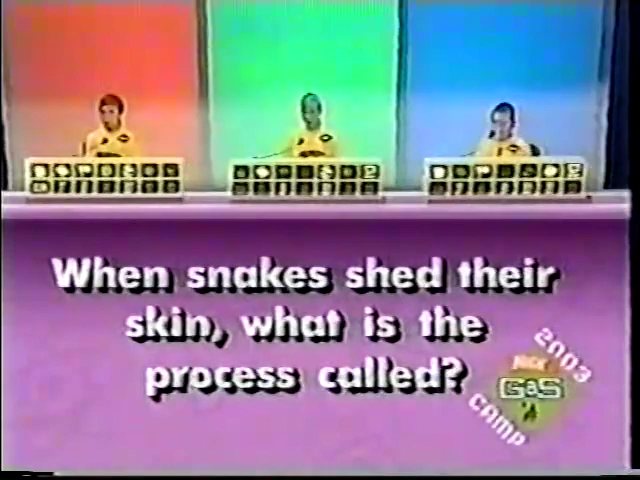 When snakes shed their
skin, what is the
process called?
2003
NICK
GaS
CAMP